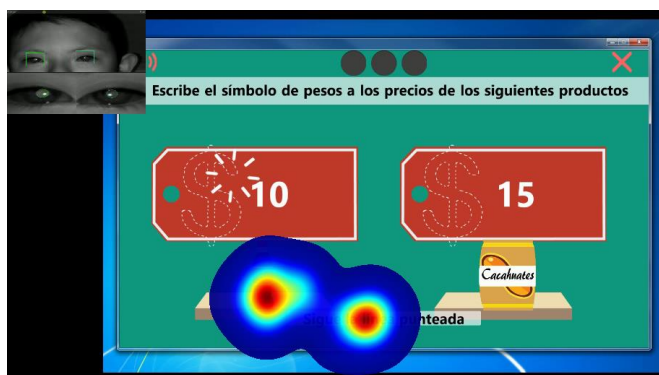 Escribe el símbolo de pesos a los precios de los siguientes productos
$ 10
$ 15
Cacahuates
punteada